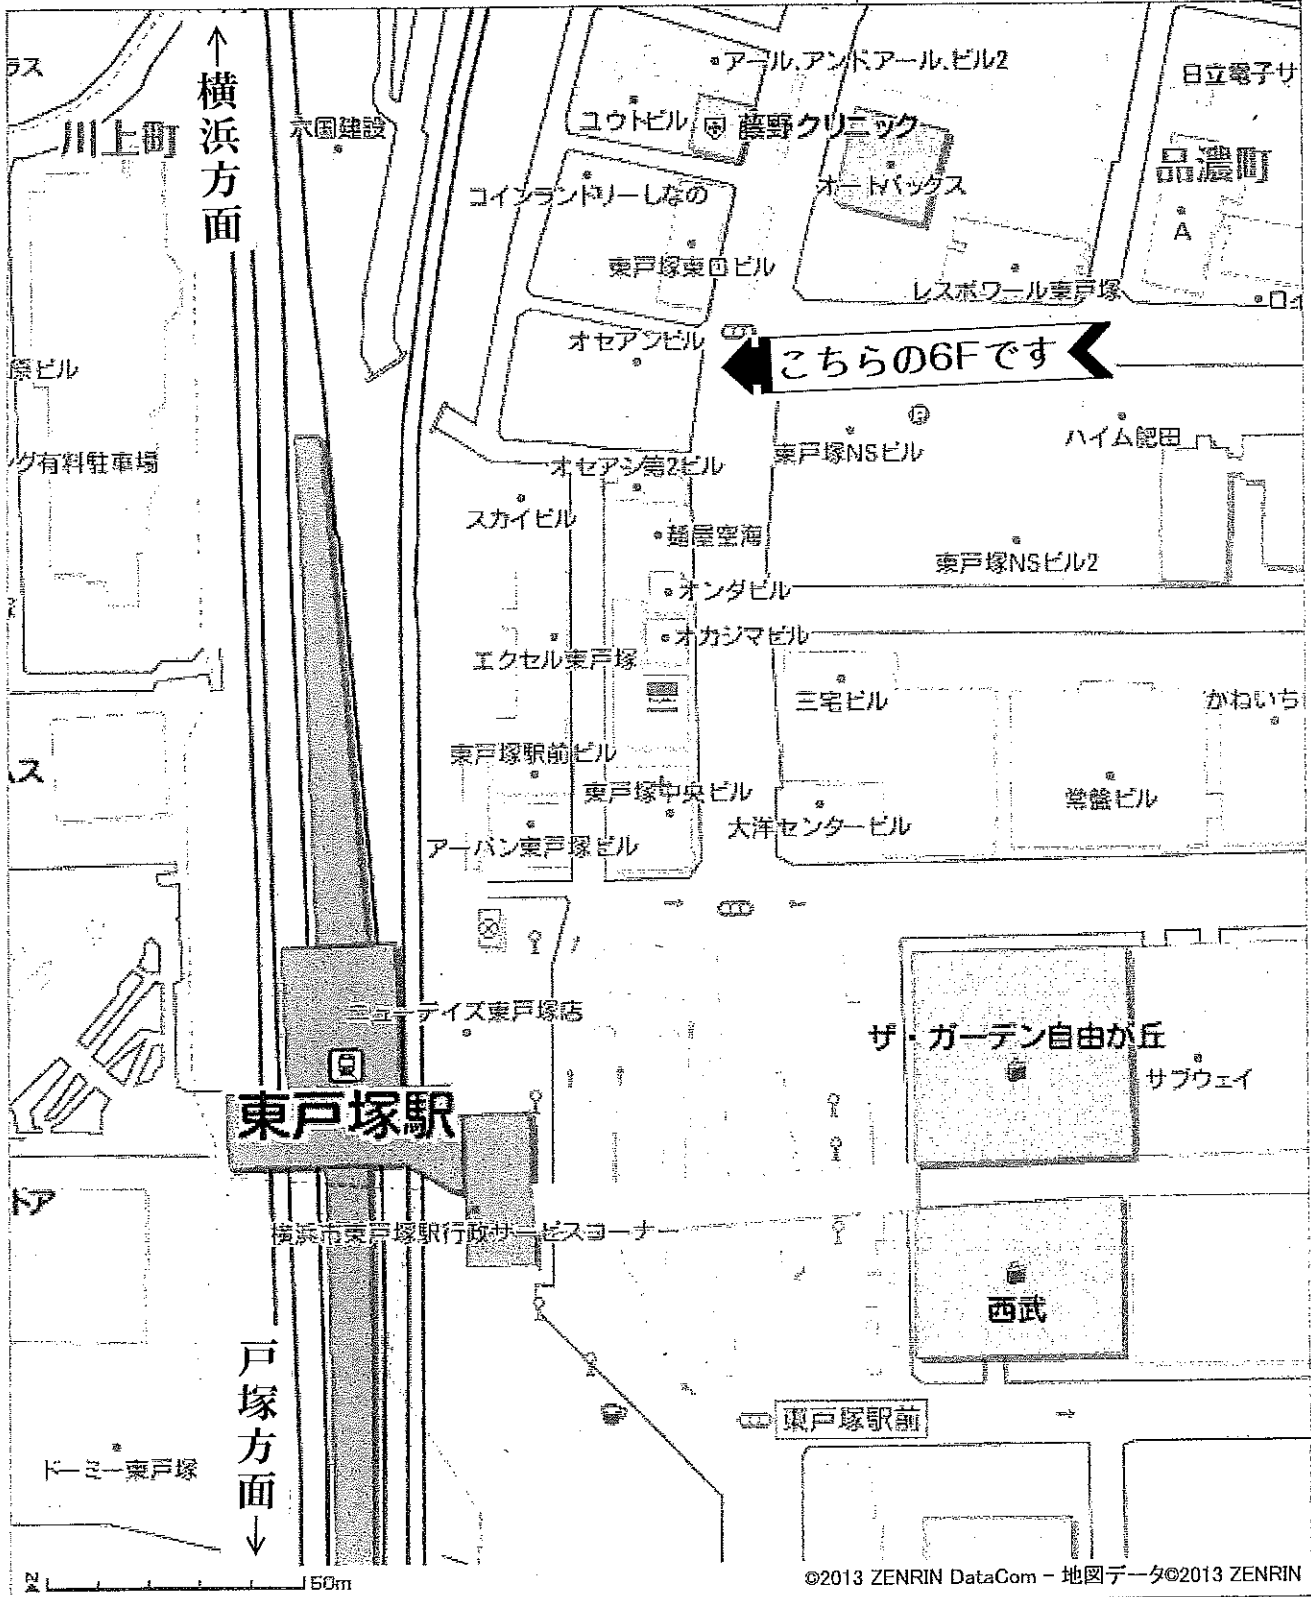 ↑横浜方面
ラス
川上町
六国建設
アール.アンド.アール.ビル2
日立電子サ
ユウトビル
藤野クリニック
品濃町
コインランドリーしなの
オートバックス
A
東戸塚東口ビル
レスポワール東戸塚
オセアンビル
こちらの6Fです
原ビル
P
東戸塚NSビル
ハイム肥田
グ有料駐車場
オセアン第2ビル
スカイビル
麺屋空海
東戸塚NSビル2
オンダビル
オカジマビル
エクセル東戸塚
三宅ビル
かねいち
東戸塚駅前ビル
東戸塚中央ビル
常盤ビル
大洋センタービル
アーバン東戸塚ビル
ニューデイズ東戸塚店
ザ・ガーデン自由が丘
サブウェイ
東戸塚駅
トア
横浜市東戸塚駅行政サービスコーナー
西武
戸塚方面↓
東戸塚駅前
ドーミー東戸塚
N
50m
©2013 ZENRIN DataCom - 地図データ©2013 ZENRIN